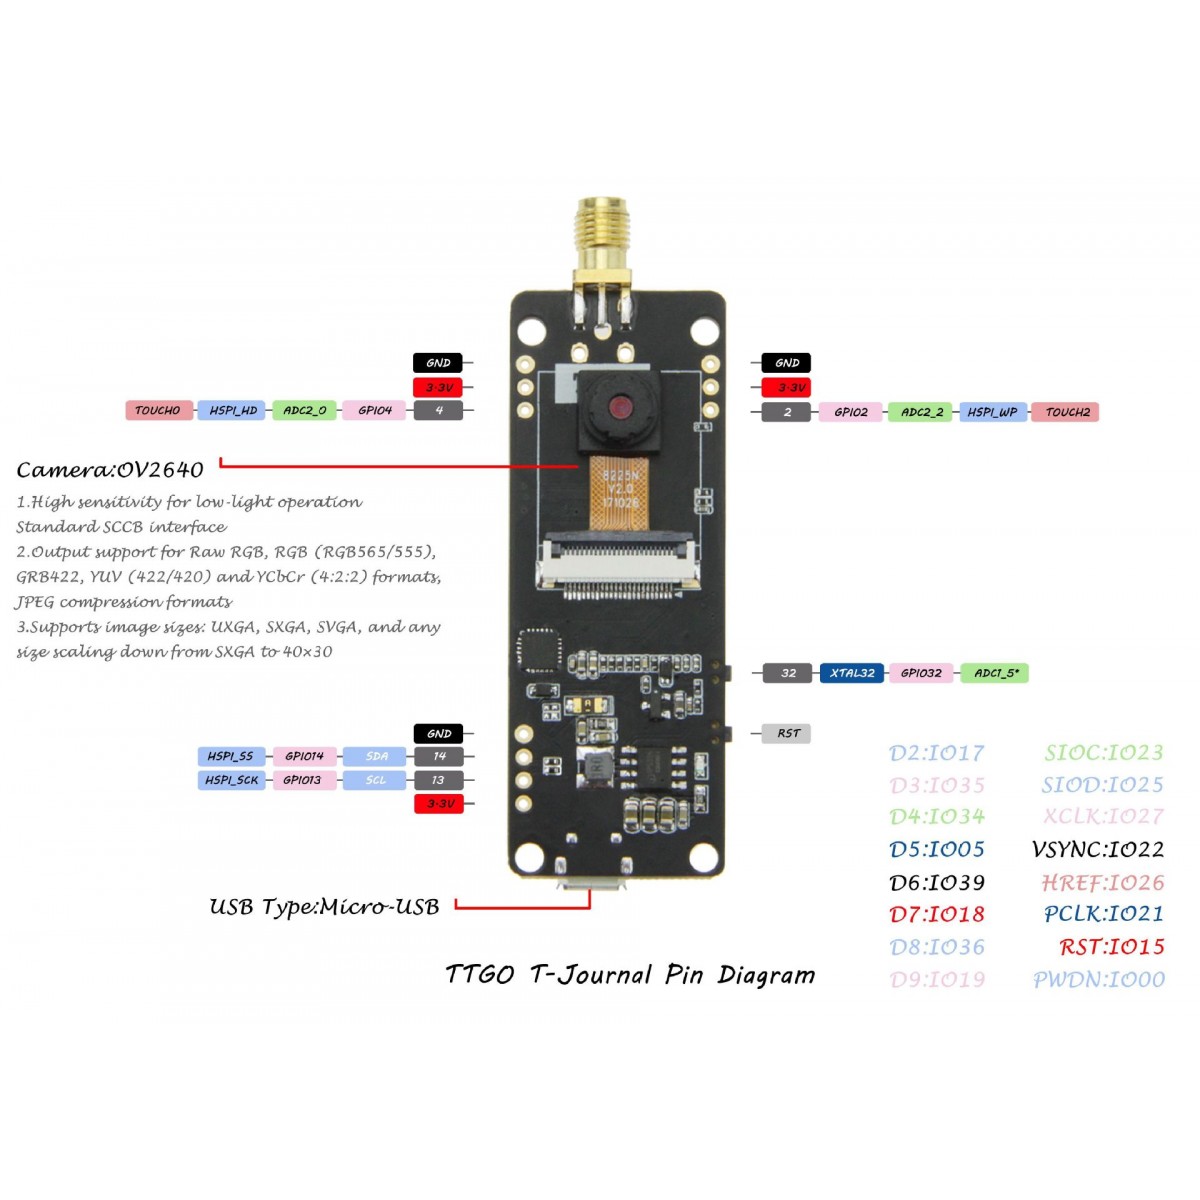 GND
3.3V
TOUCH0 HSPI_HD ADC2_0 GPIO4 4
GND
3.3V
2 GPIO2 ADC2_2 HSPI_WP TOUCH2
Camera:OV2640
1.High sensitivity for low-light operation
Standard SCCB interface
2.Output support for Raw RGB, RGB (RGB565/555),
GRB422, YUV (422/420) and YCbCr (4:2:2) formats,
JPEG compression formats
3.Supports image sizes: UXGA, SXGA, SVGA, and any
size scaling down from SXGA to 40×30
8225N
V2.0
171026
32 XTAL32 GPIO32 ADC1_5*
RST
GND
HSPI_SS GPIO14 SDA 14
HSPI_SCK GPIO13 SCL 13
3.3V
D2:IO17 SIOC:IO23
D3:IO35 SIOD:IO25
D4:IO34 XCLK:IO27
D5:IO05 VSYNC:IO22
D6:IO39 HREF:IO26
D7:IO18 PCLK:IO21
D8:IO36 RST:IO15
D9:IO19 PWDN:IO00
USB Type:Micro-USB
TTGO T-Journal Pin Diagram